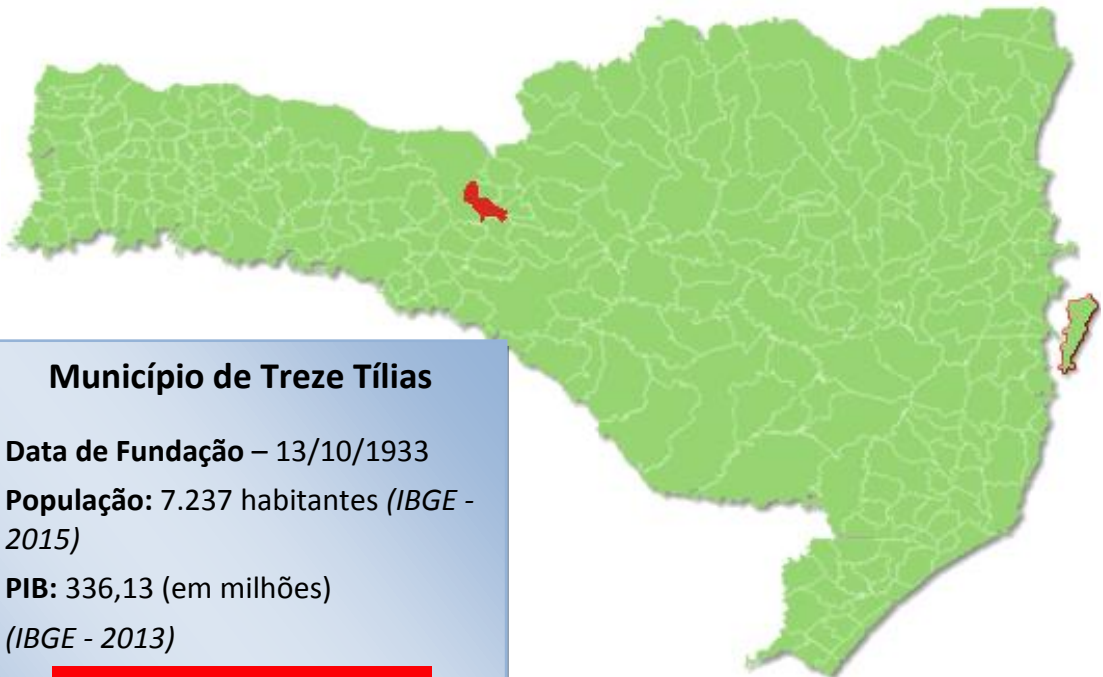 Município de Treze Tílias
Data de Fundação – 13/10/1933
População: 7.237 habitantes (IBGE -
2015)
PIB: 336,13 (em milhões)
(IBGE - 2013)